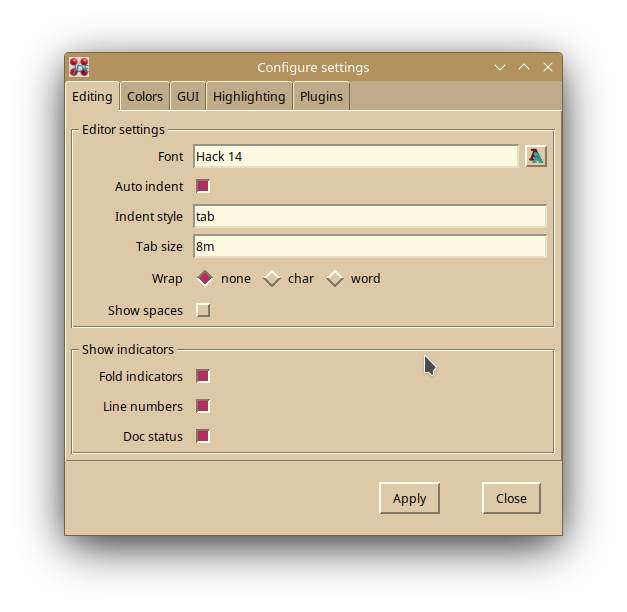 Configure settings
Editing Colors GUI Highlighting Plugins
Editor settings
Font Hack 14
Auto indent
Indent style tab
Tab size 8m
Wrap none char word
Show spaces
Show indicators
Fold indicators
Line numbers
Doc status
Apply Close